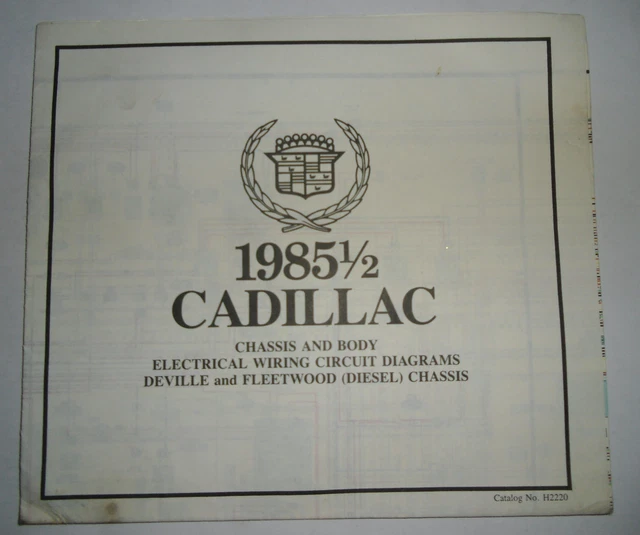 1985½
CADILLAC
CHASSIS AND BODY
ELECTRICAL WIRING CIRCUIT DIAGRAMS
DEVILLE and FLEETWOOD (DIESEL) CHASSIS
Catalog No. H2220